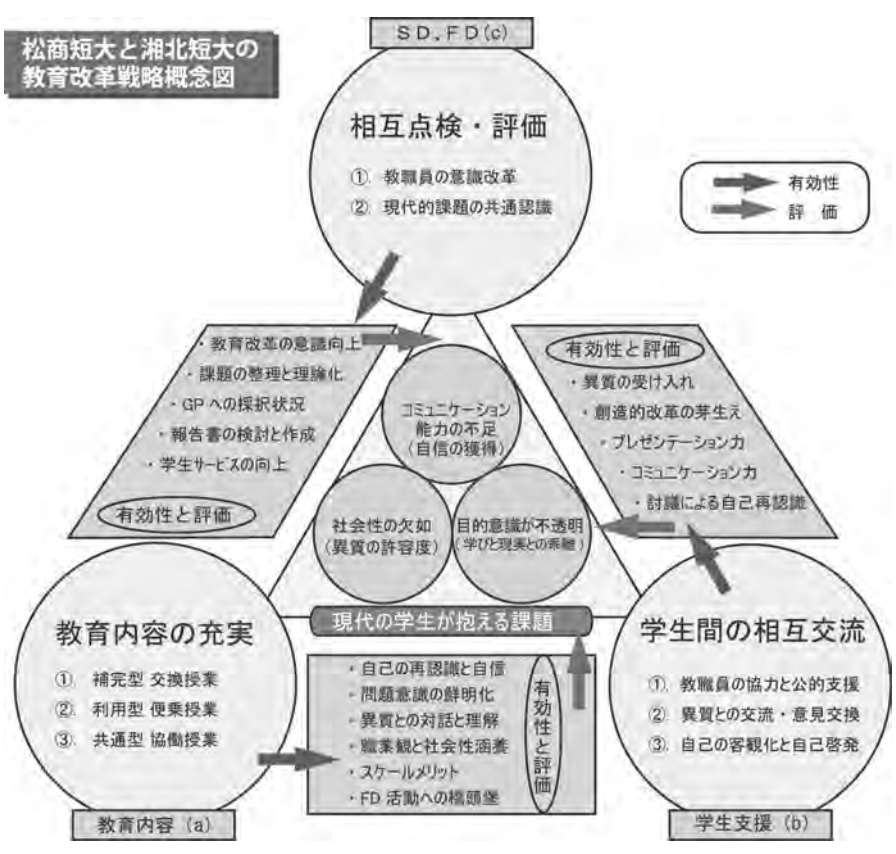 松商短大と湘北短大の
教育改革戦略概念図
ＳＤ．ＦＤ(c)
相互点検・評価
①. 教職員の意識改革
②. 現代的課題の共通認識
有効性
評　価
・教育改革の意識向上
・課題の整理と理論化
・GP への採択状況
・報告書の検討と作成
・学生サービスの向上
有効性と評価
有効性と評価
・異質の受け入れ
・創造的改革の芽生え
・プレゼンテーション力
・コミュニケーション力
・討議による自己再認識
コミュニケーション
能力の不足
(自信の獲得)
社会性の欠如
(異質の許容度)
目的意識が不透明
(学びと現実との乖離)
現代の学生が抱える課題
教育内容の充実
①. 補完型 交換授業
②. 利用型 便乗授業
③. 共通型 協働授業
教育内容 (a)
・自己の再認識と自信
・問題意識の鮮明化
・異質との対話と理解
・職業観と社会性涵養
・スケールメリット
・FD 活動への橋頭堡
有効性と評価
学生間の相互交流
①. 教職員の協力と公的支援
②. 異質との交流・意見交換
③. 自己の客観化と自己啓発
学生支援 (b)